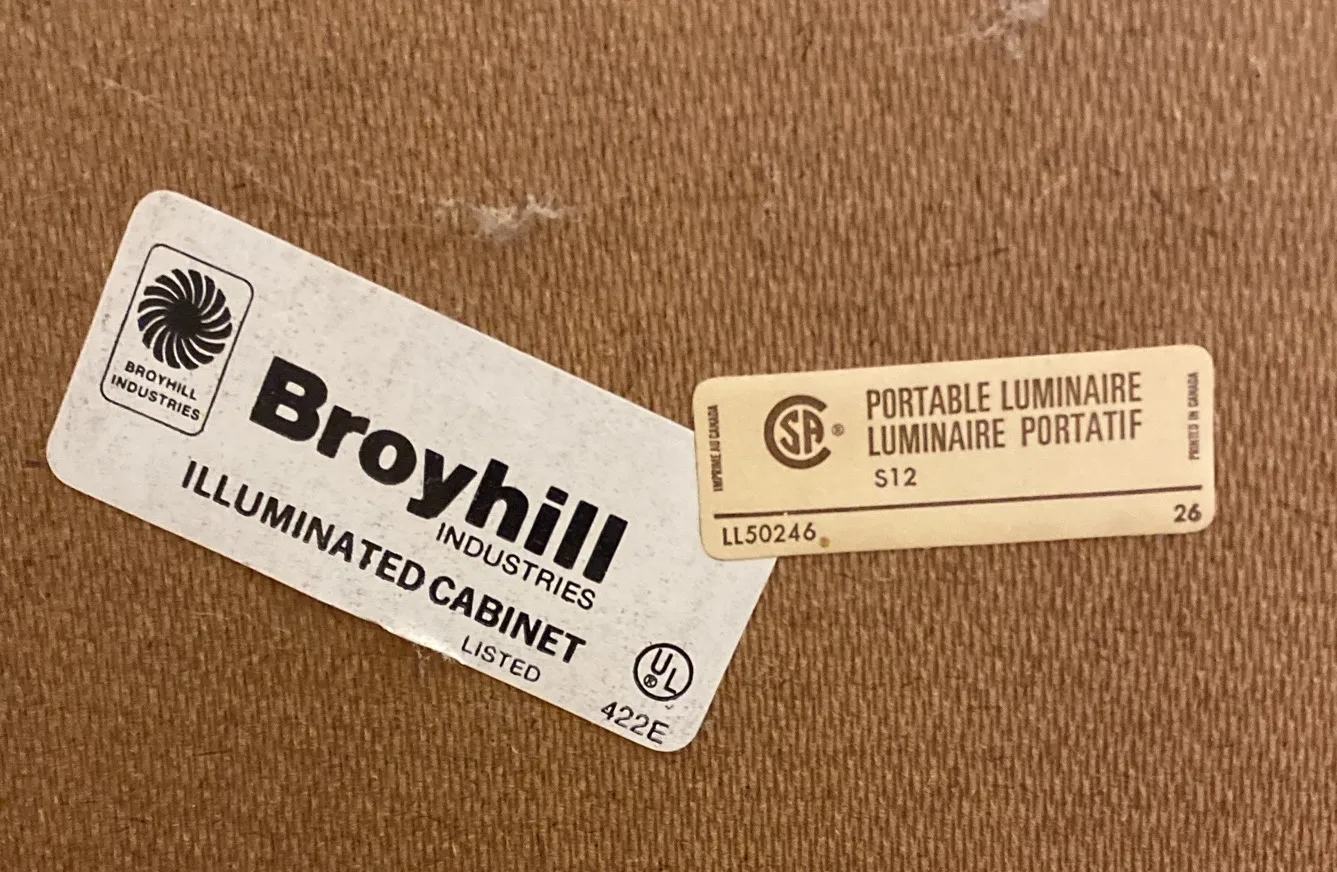 BROYHILL
INDUSTRIES
Broyhill
INDUSTRIES
ILLUMINATED CABINET
LISTED
UL
®
422E
IMPRIMÉ AU CANADA
CSA ®
PORTABLE LUMINAIRE
LUMINAIRE PORTATIF
S12
PRINTED IN CANADA
LL50246
26